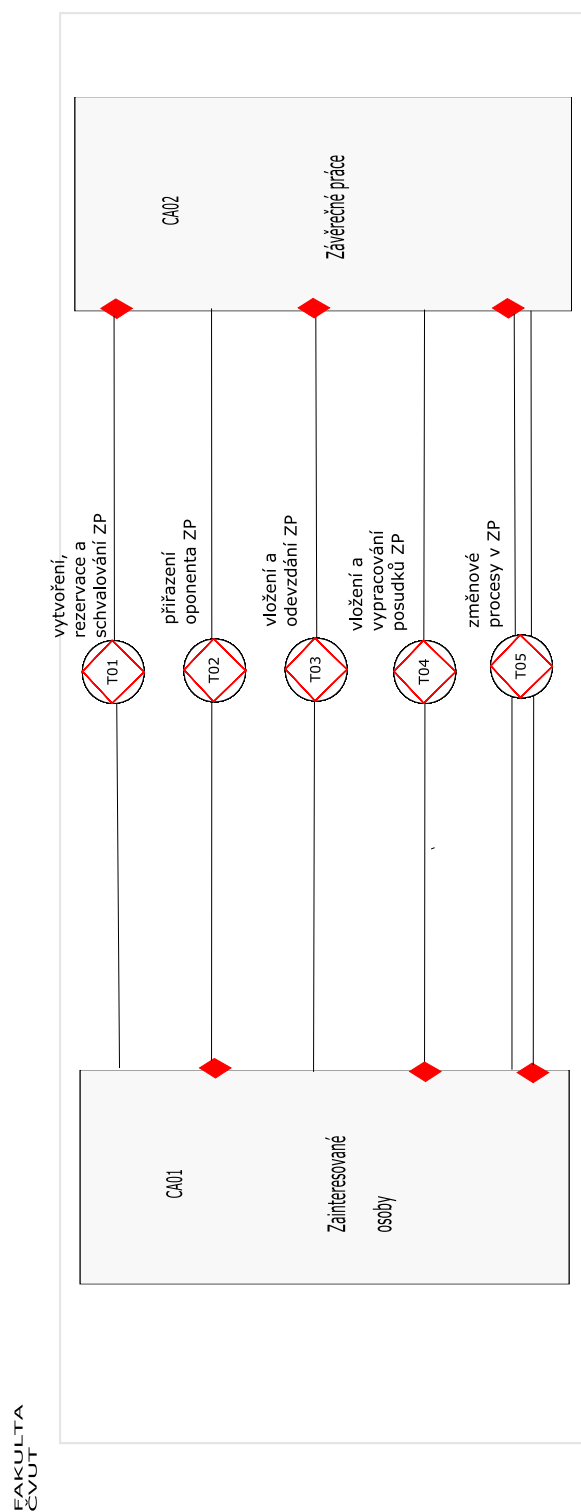 FAKULTA
ČVUT
CA01
Zainteresované
osoby
vytvoření,
rezervace a
schvalování ZP
T01
přiřazení
oponenta ZP
T02
vložení a
odevzdání ZP
T03
vložení a
vypracování
posudků ZP
T04
změnové
procesy v ZP
T05
CA02
Závěrečné práce